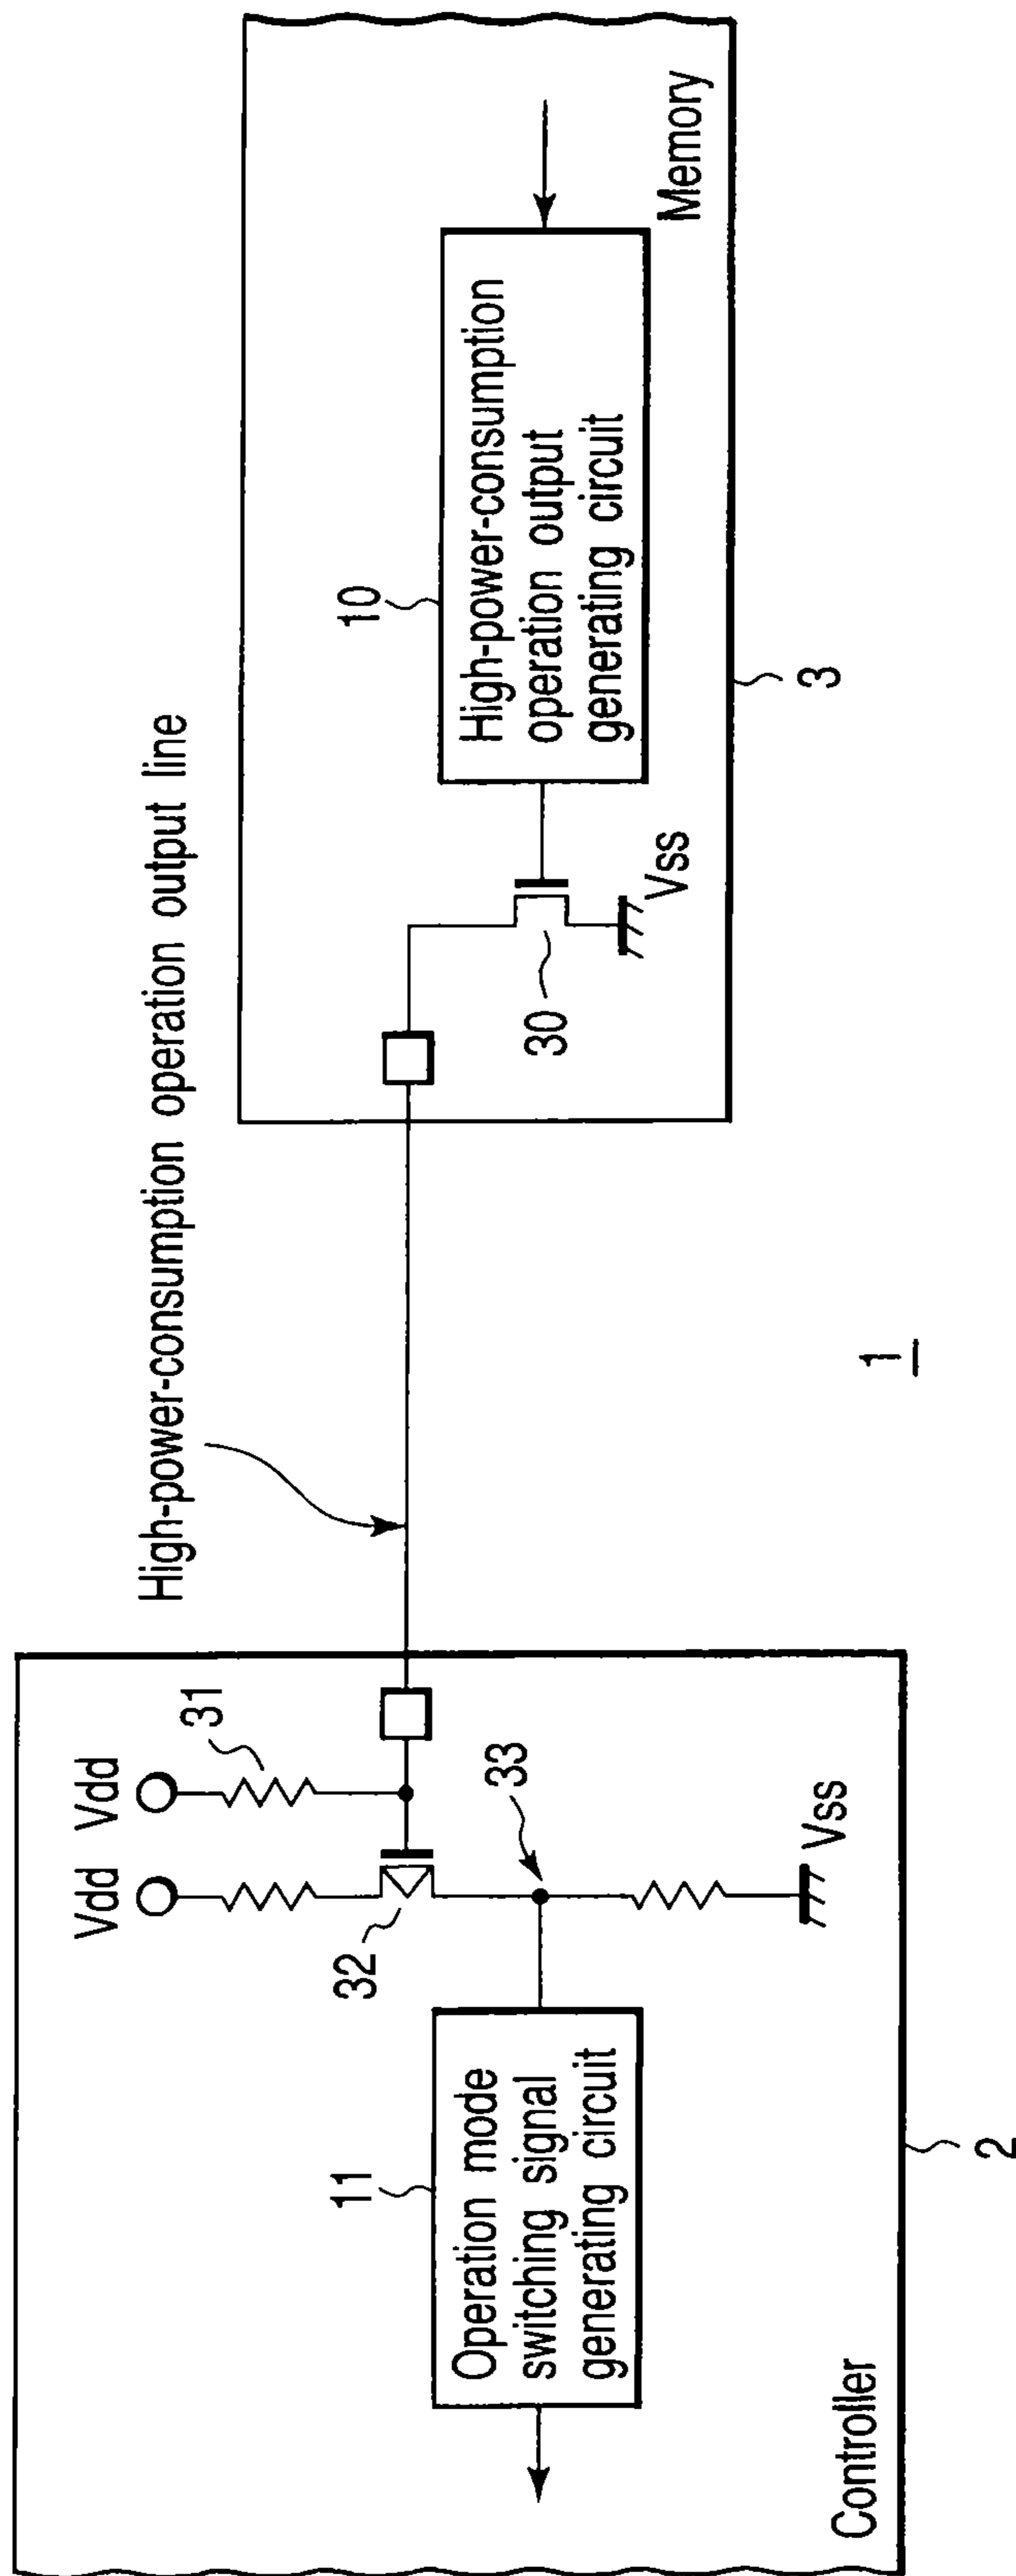 High-power-consumption operation output line
Vdd
Vdd
31
32
33
Vss
11
Operation mode
switching signal
generating circuit
Controller
2
1
10
High-power-consumption
operation output
generating circuit
30
Vss
Memory
3